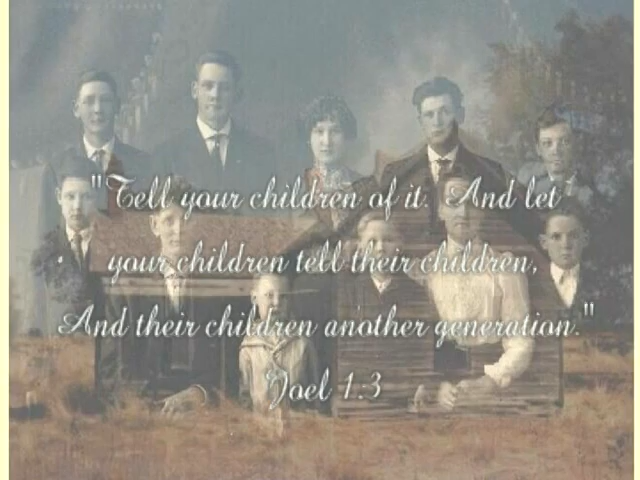 "Tell your children of it. And let
your children tell their children,
And their children another generation."
Joel 1:3